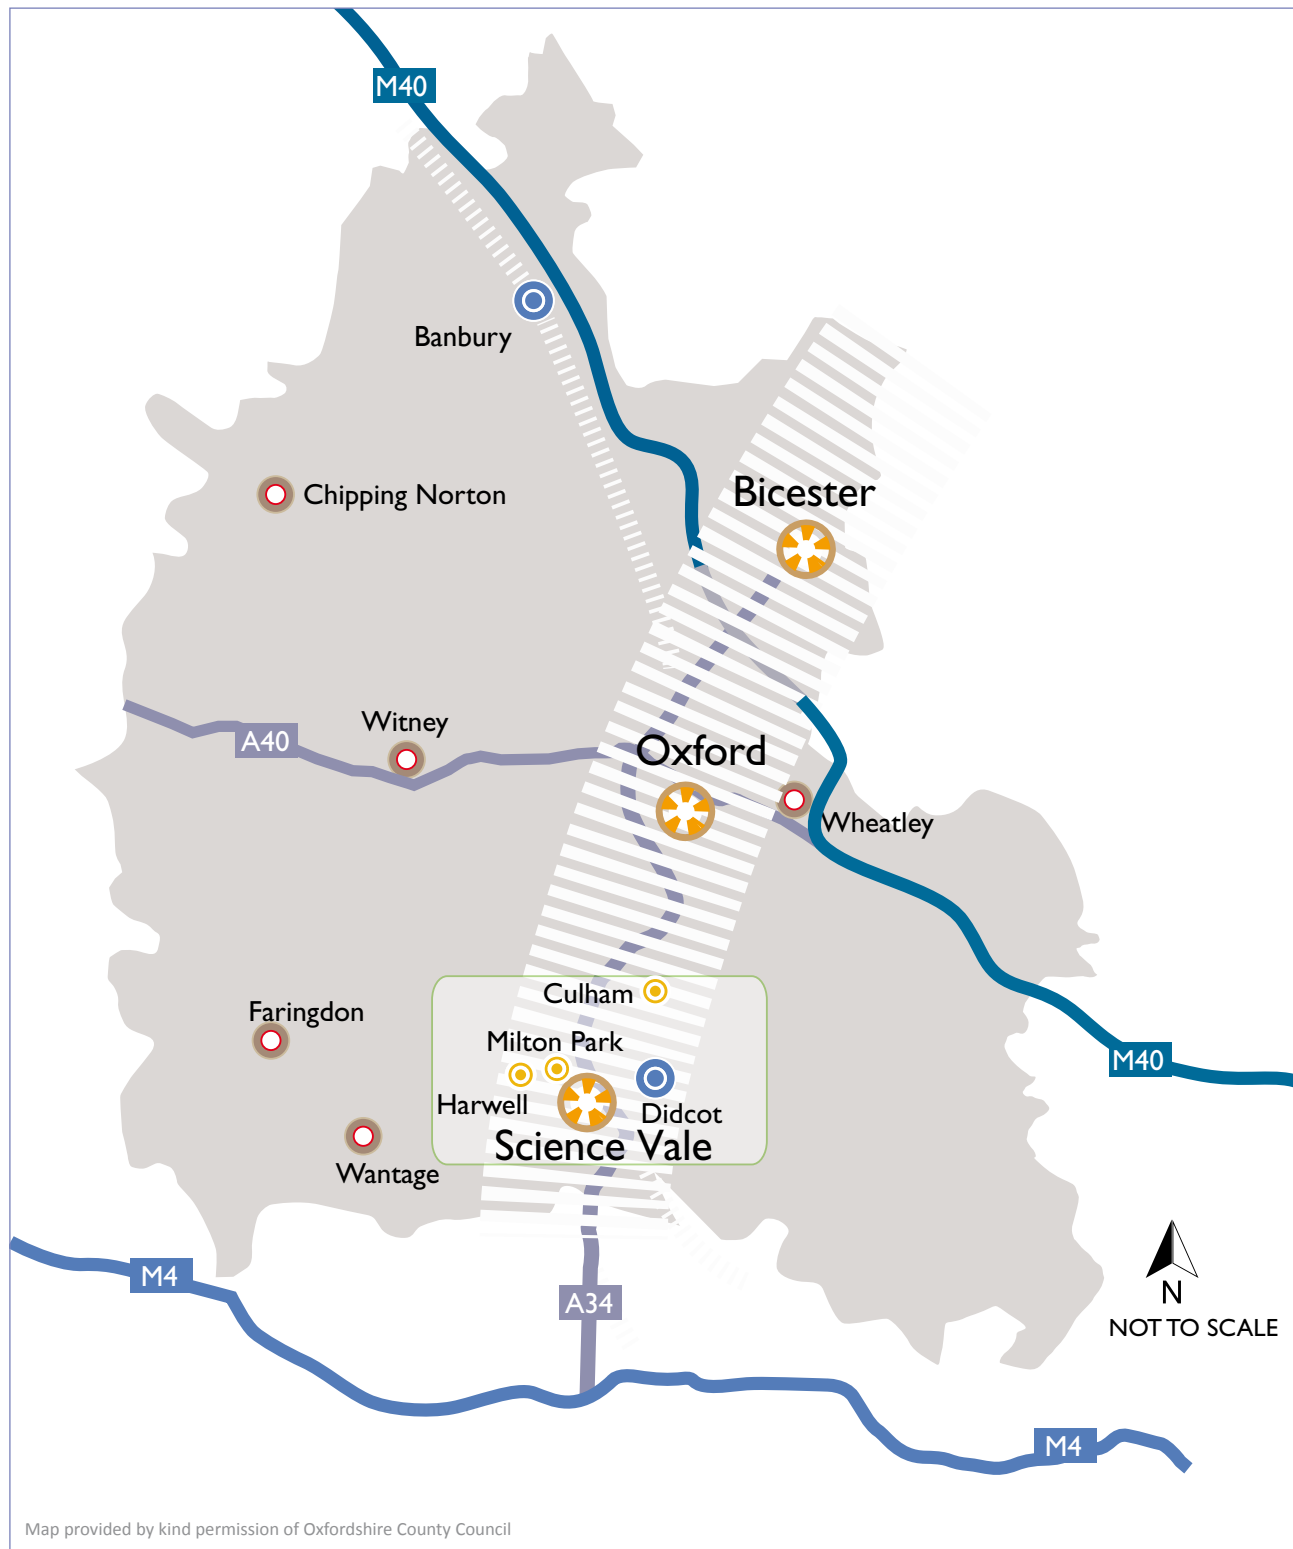 M40
Banbury
Bicester
Chipping Norton
Witney
A40
Oxford
Wheatley
Culham
Faringdon
Milton Park
M40
Harwell
Didcot
Science Vale
Wantage
M4
A34
N
NOT TO SCALE
M4
Map provided by kind permission of Oxfordshire County Council